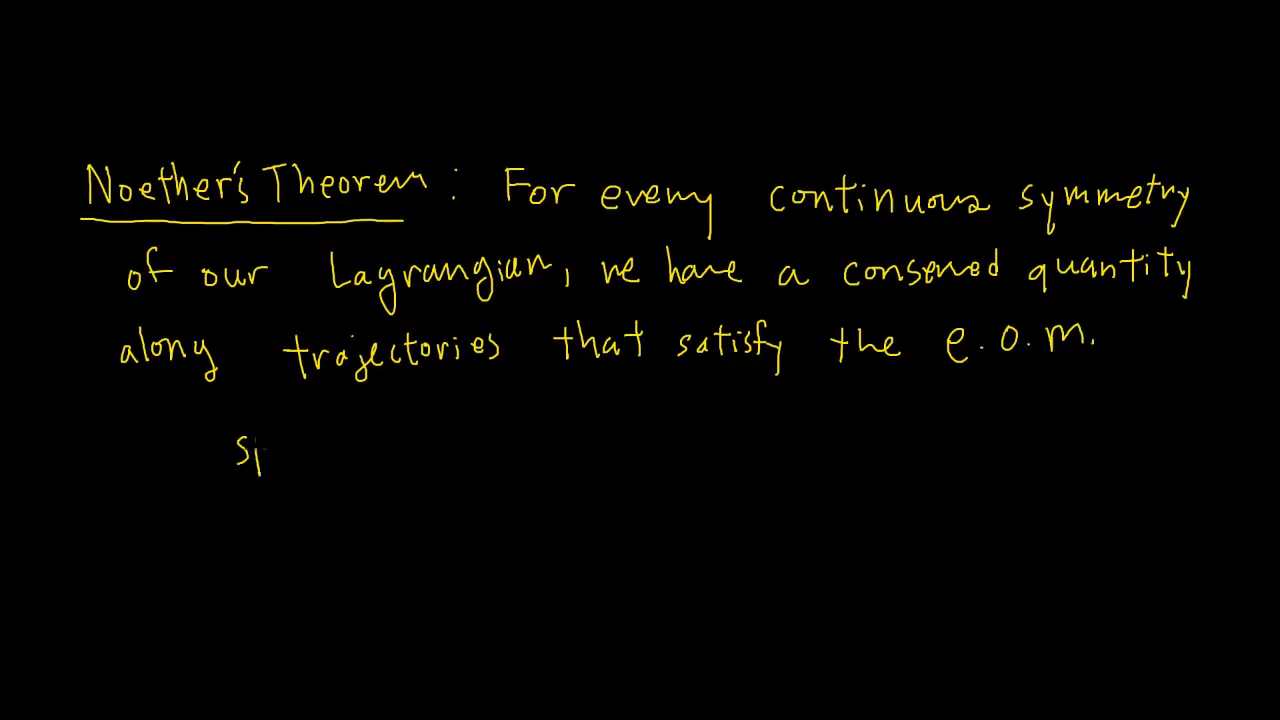 Noether's Theorem : For every continuous symmetry
of our Lagrangian, we have a conserved quantity
along trajectories that satisfy the e.o.m.